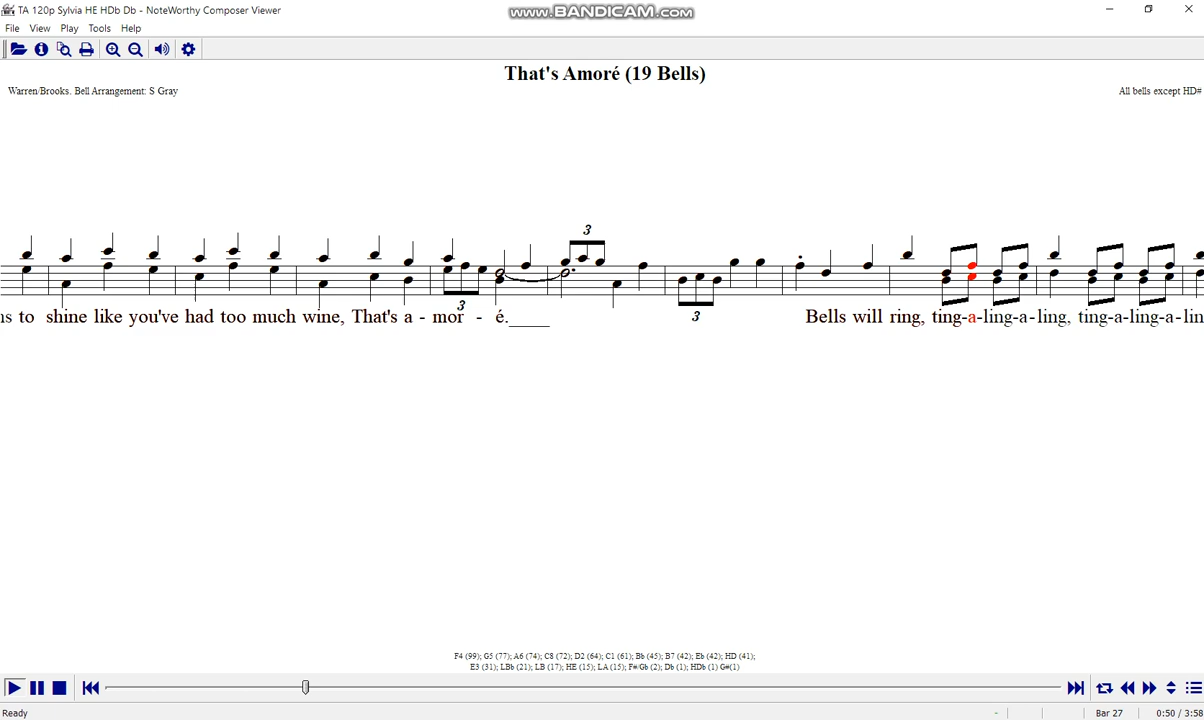 TA 120p Sylvia HE HDb Db - NoteWorthy Composer Viewer
www.BANDICAM.com
File View Play Tools Help
That's Amoré (19 Bells)
Warren/Brooks. Bell Arrangement: S Gray
All bells except HD#
3
ns to shine like you've had too much wine, That's a - mor - é._____ Bells will ring, ting-a-ling-a-ling, ting-a-ling-a-lin
3 3
F4 (99); G5 (77); A6 (74); C8 (72); D2 (64); C1 (61); Bb (45); B7 (42); Eb (42); HD (41);
E3 (31); LBb (21); LB (17); HE (15); LA (15); F#/Gb (2); Db (1); HDb (1) G#(1)
Ready - Bar 27 0:50 / 3:58